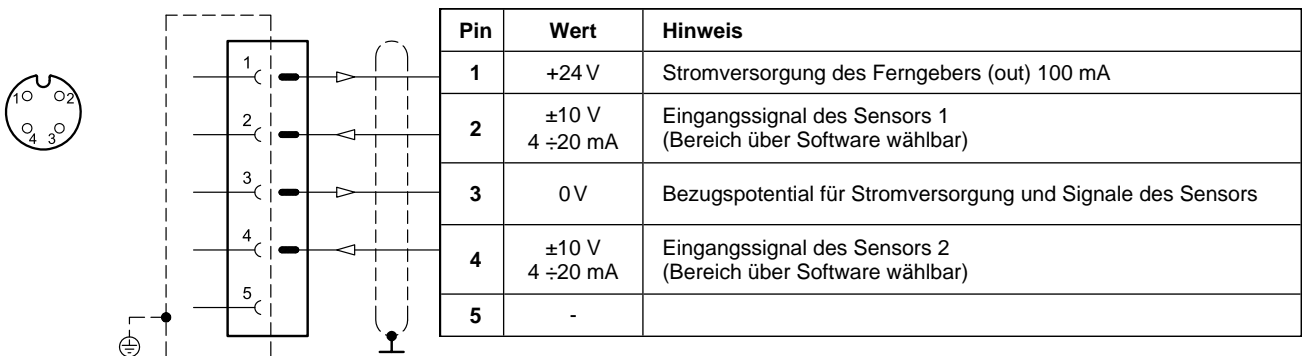 1 2
4 3
1
2
3
4
5
Pin Wert Hinweis
1 +24 V Stromversorgung des Ferngebers (out) 100 mA
2 ±10 V Eingangssignal des Sensors 1
4 ÷20 mA (Bereich über Software wählbar)
3 0 V Bezugspotential für Stromversorgung und Signale des Sensors
4 ±10 V Eingangssignal des Sensors 2
4 ÷20 mA (Bereich über Software wählbar)
5 -